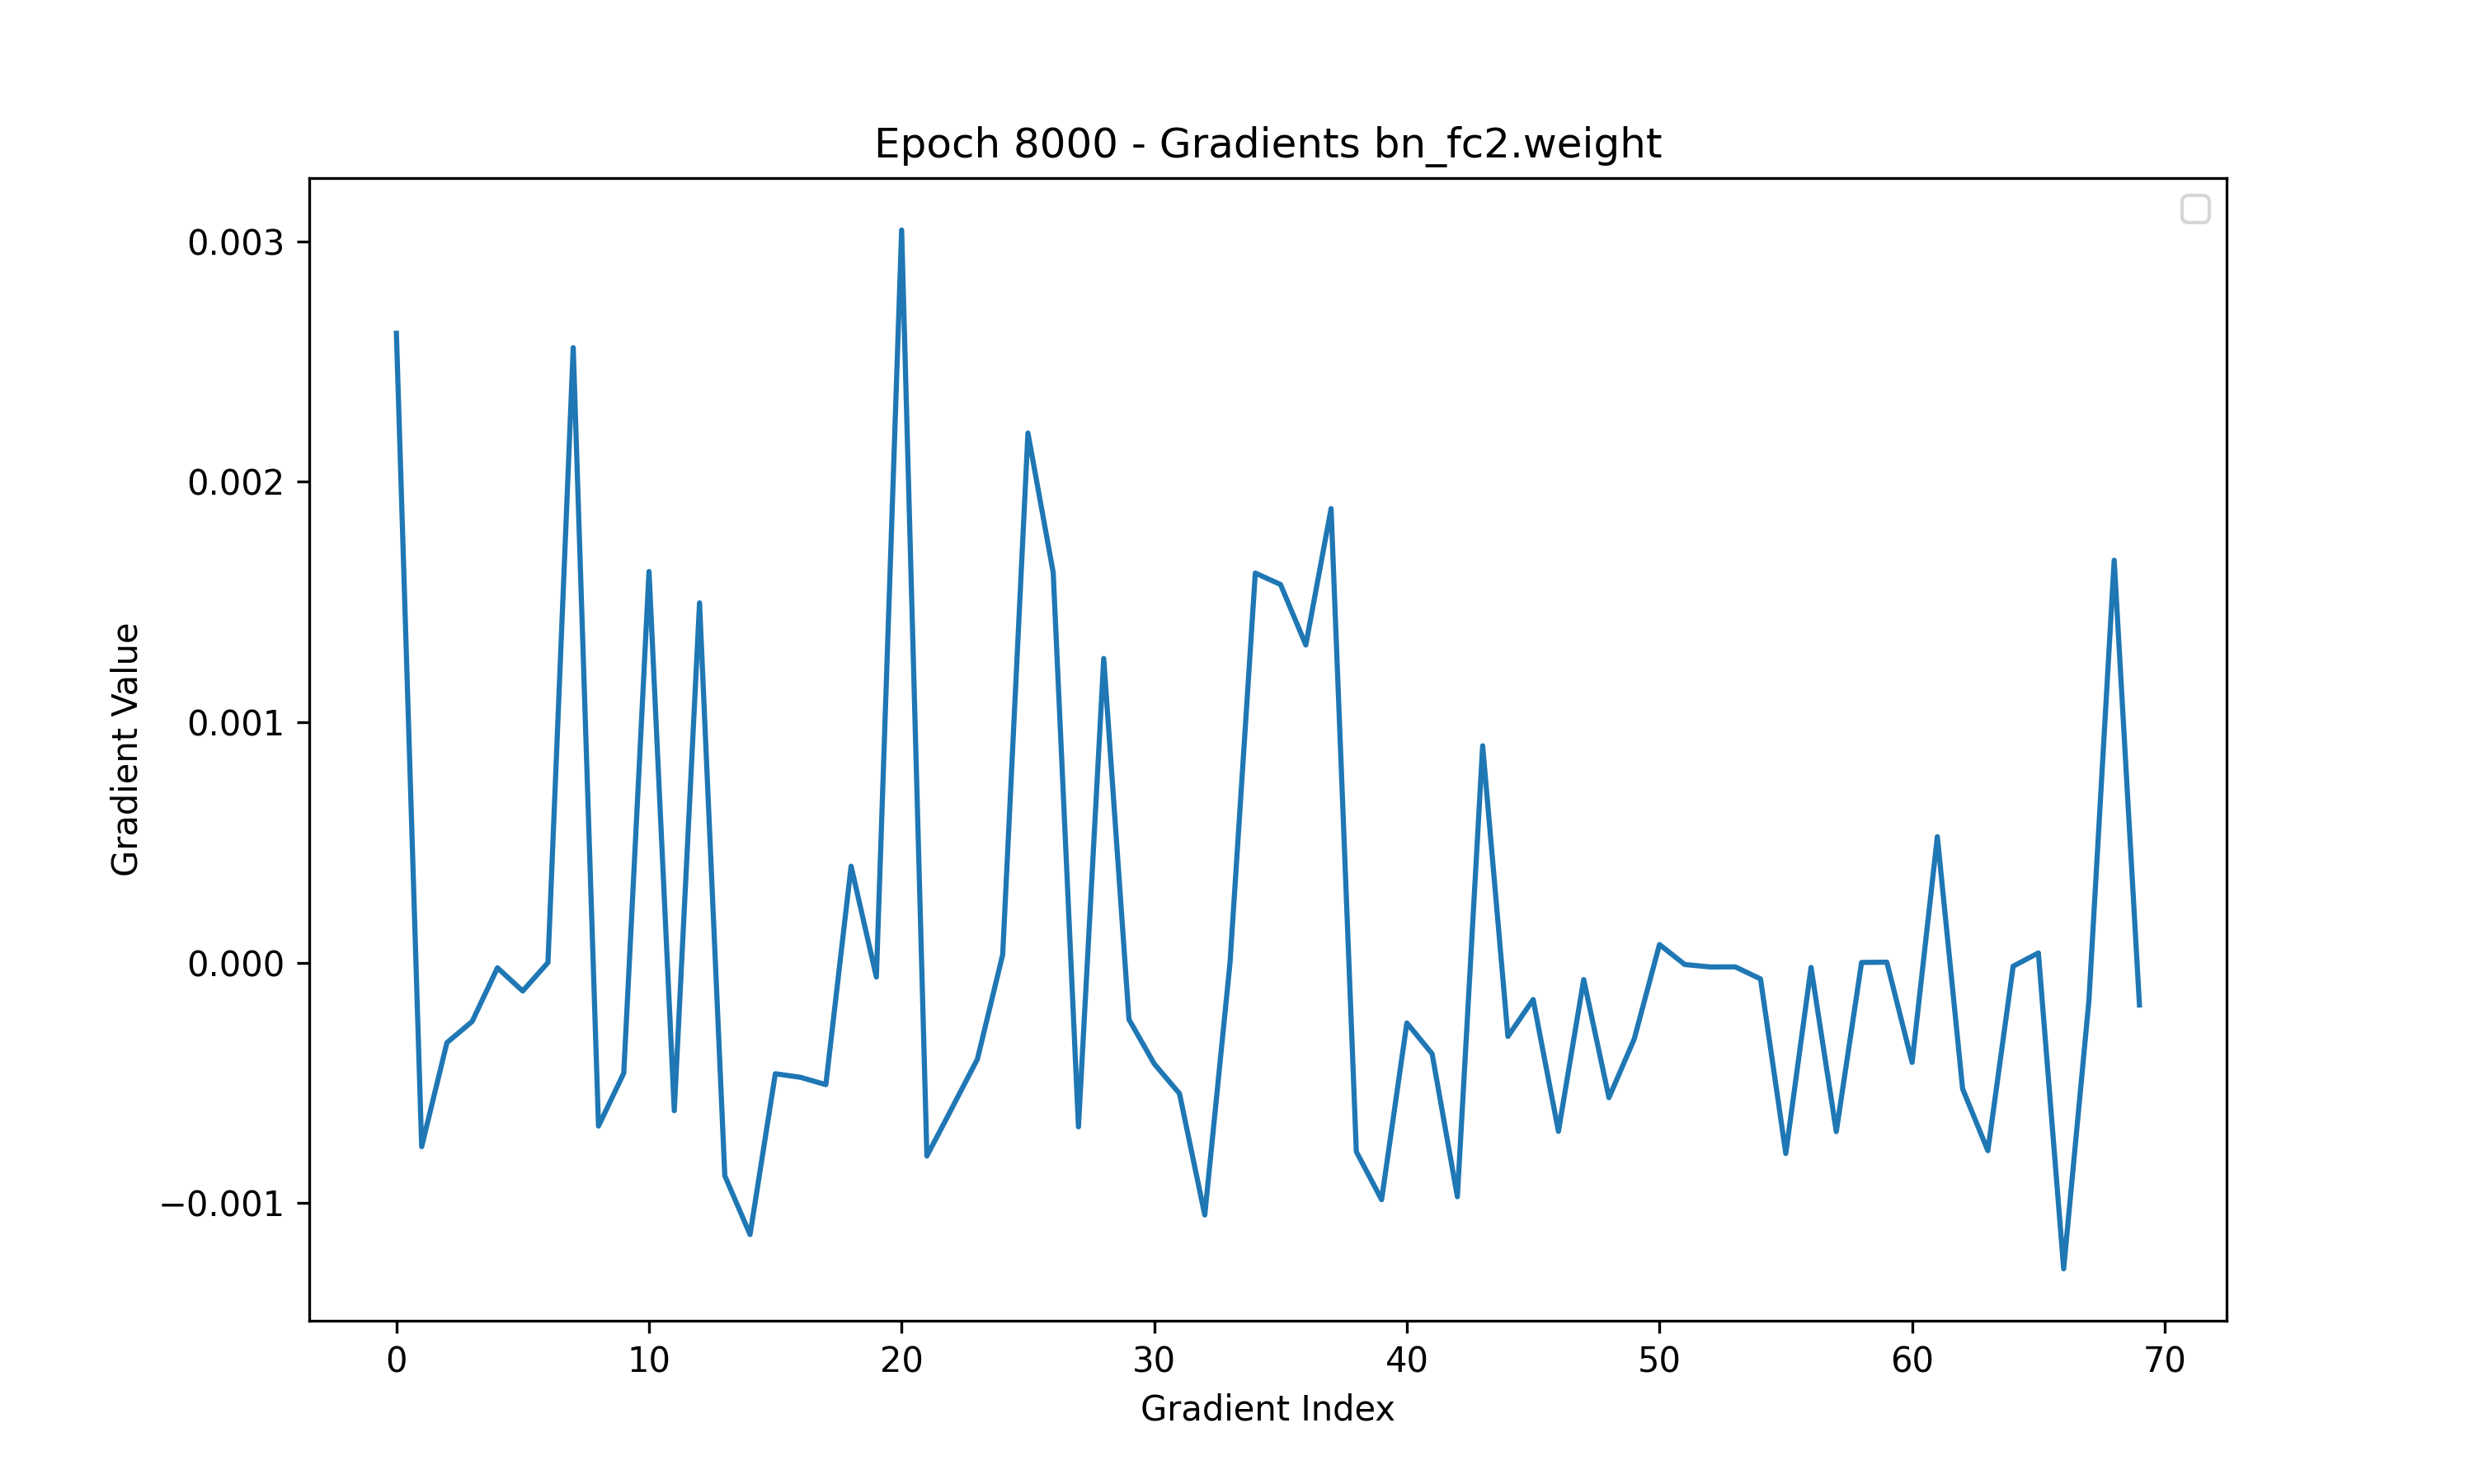 Epoch 8000 - Gradients bn_fc2.weight
0.003
0.002
0.001
0.000
−0.001
Gradient Value
0 10 20 30 40 50 60 70
Gradient Index